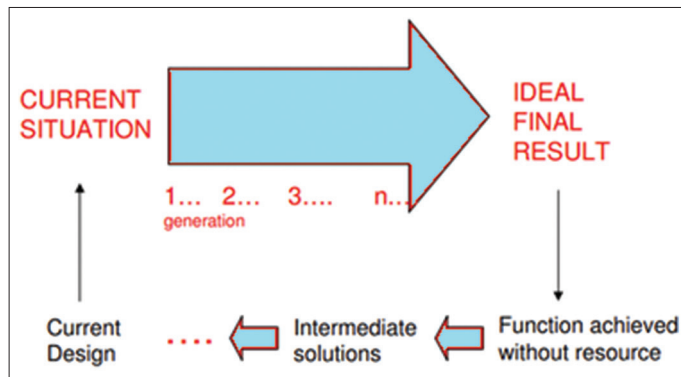 CURRENT
SITUATION
IDEAL
FINAL
RESULT
1... 2... 3.... n...
generation
Current
Design
....
Intermediate
solutions
Function achieved
without resource